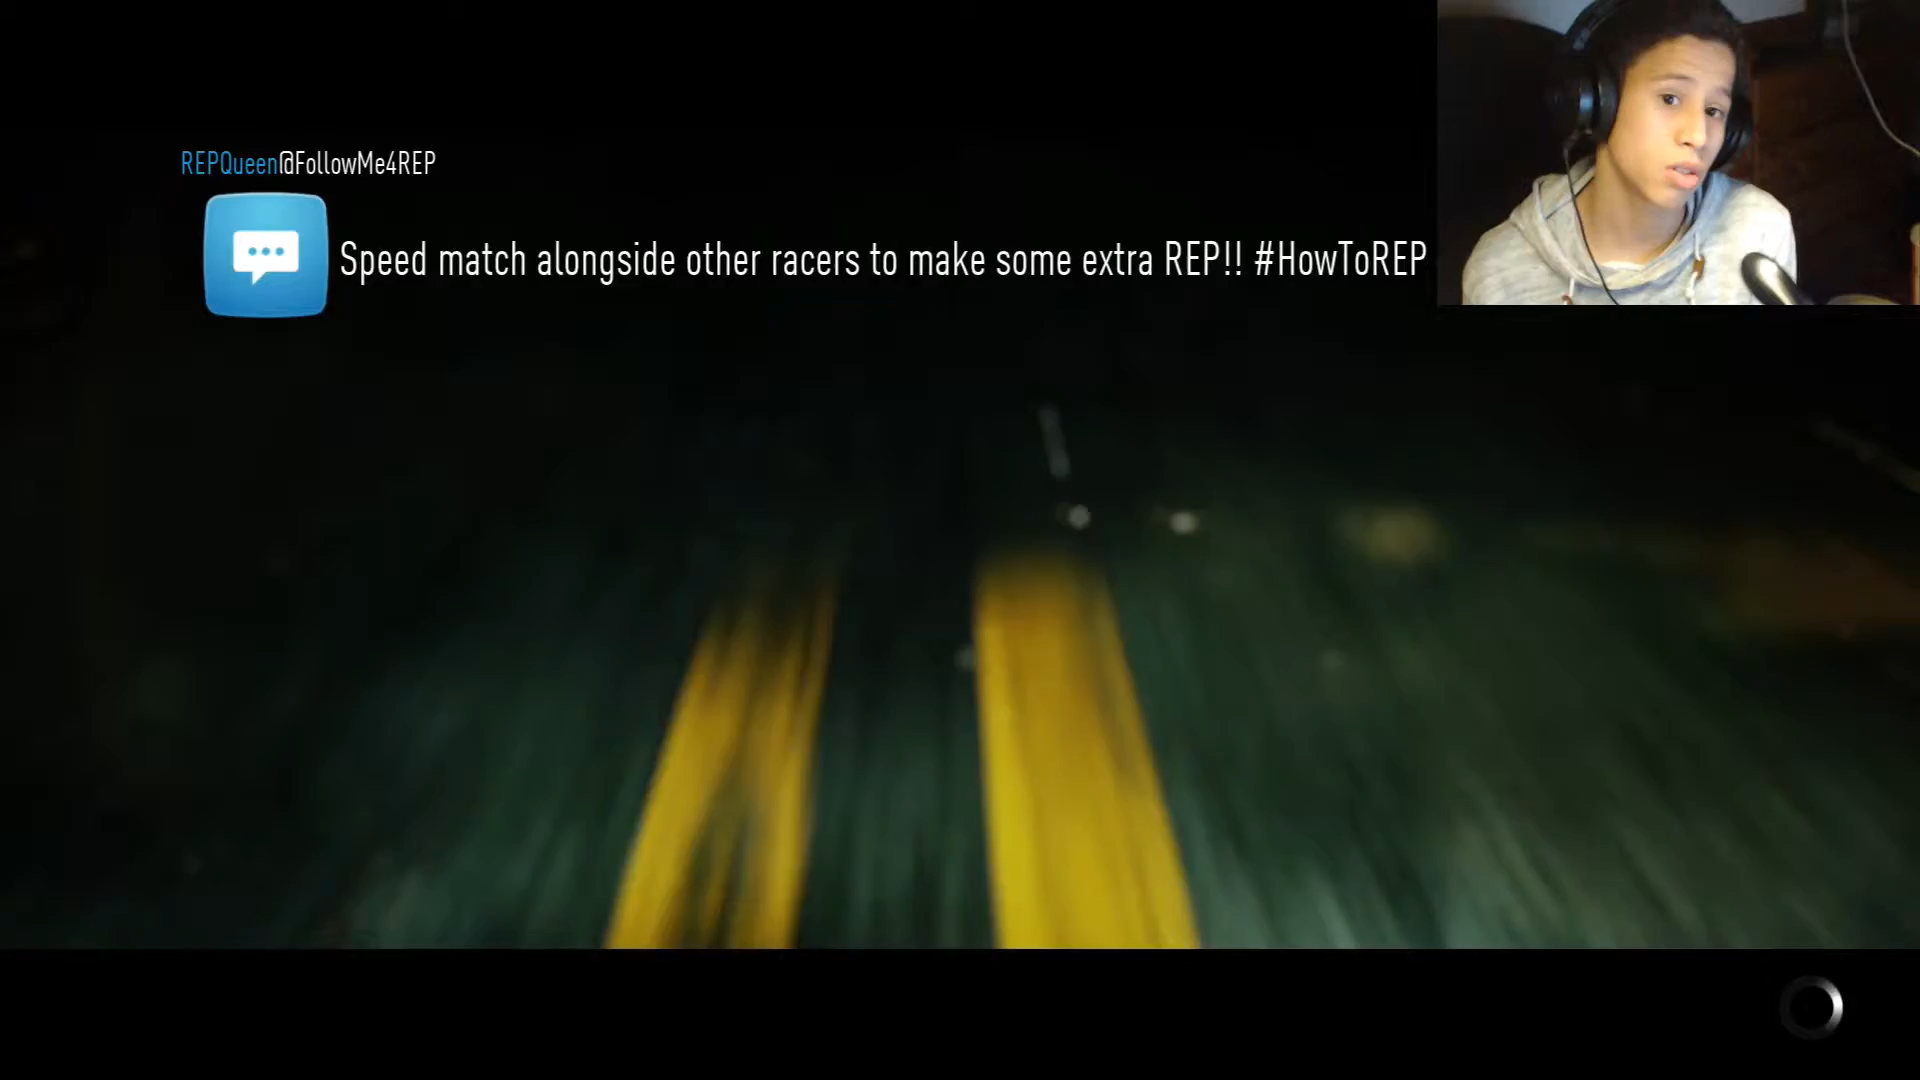 REPQueen@FollowMe4REP
Speed match alongside other racers to make some extra REP!! #HowToREP